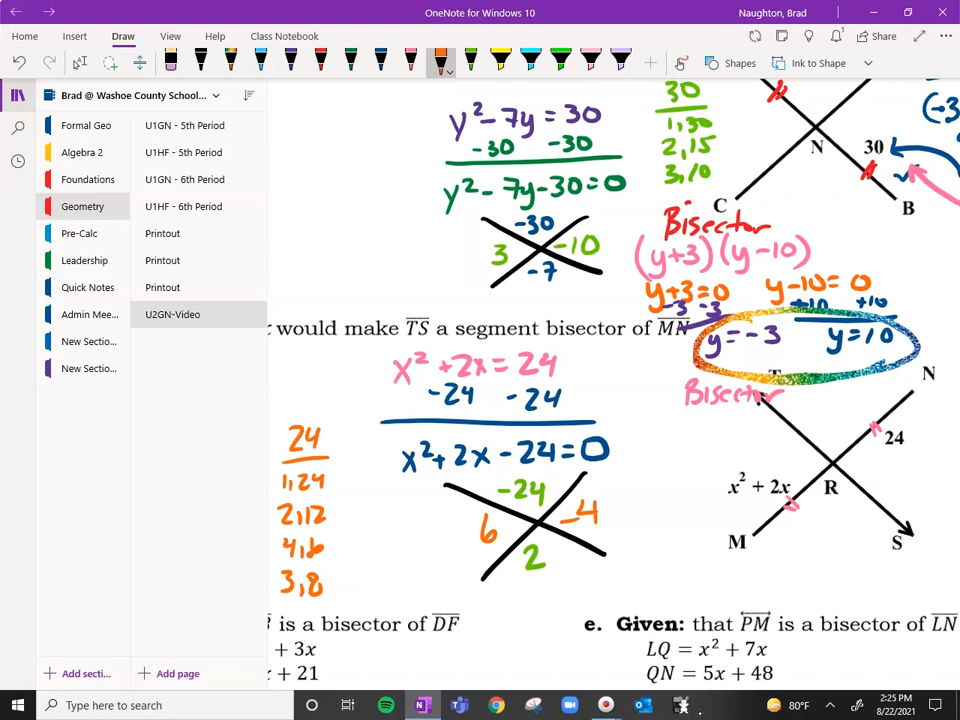 OneNote for Windows 10
Naughton, Brad
Home Insert Draw View Help Class Notebook
Share
Shapes
Ink to Shape
Brad @ Washoe County School...
Formal Geo
Algebra 2
Foundations
Geometry
Pre-Calc
Leadership
Quick Notes
Admin Mee...
New Sectio...
New Sectio...
U1GN - 5th Period
U1HF - 5th Period
U1GN - 6th Period
U1HF - 6th Period
Printout
Printout
Printout
U2GN-Video
Add secti...
Add page
y² - 7y = 30
-30 -30
y² - 7y - 30 = 0
-30
3 -10
-7
30
1,30
2,15
3,10
N
30
C
B
(-3
Bisector
(y+3)(y-10)
y+3=0 y-10=0
-3 -3 +10 +10
y=-3 y=10
would make TS a segment bisector of MN
x² + 2x = 24
-24 -24
x² + 2x - 24 = 0
-24
6 -4
2
24
1,24
2,12
4,6
3,8
Bisector
T
N
24
x² + 2x
R
M
S
is a bisector of DF
+ 3x
+ 21
e. Given: that PM is a bisector of LN
LQ = x² + 7x
QN = 5x + 48
Type here to search
80°F
2:25 PM
8/22/2021